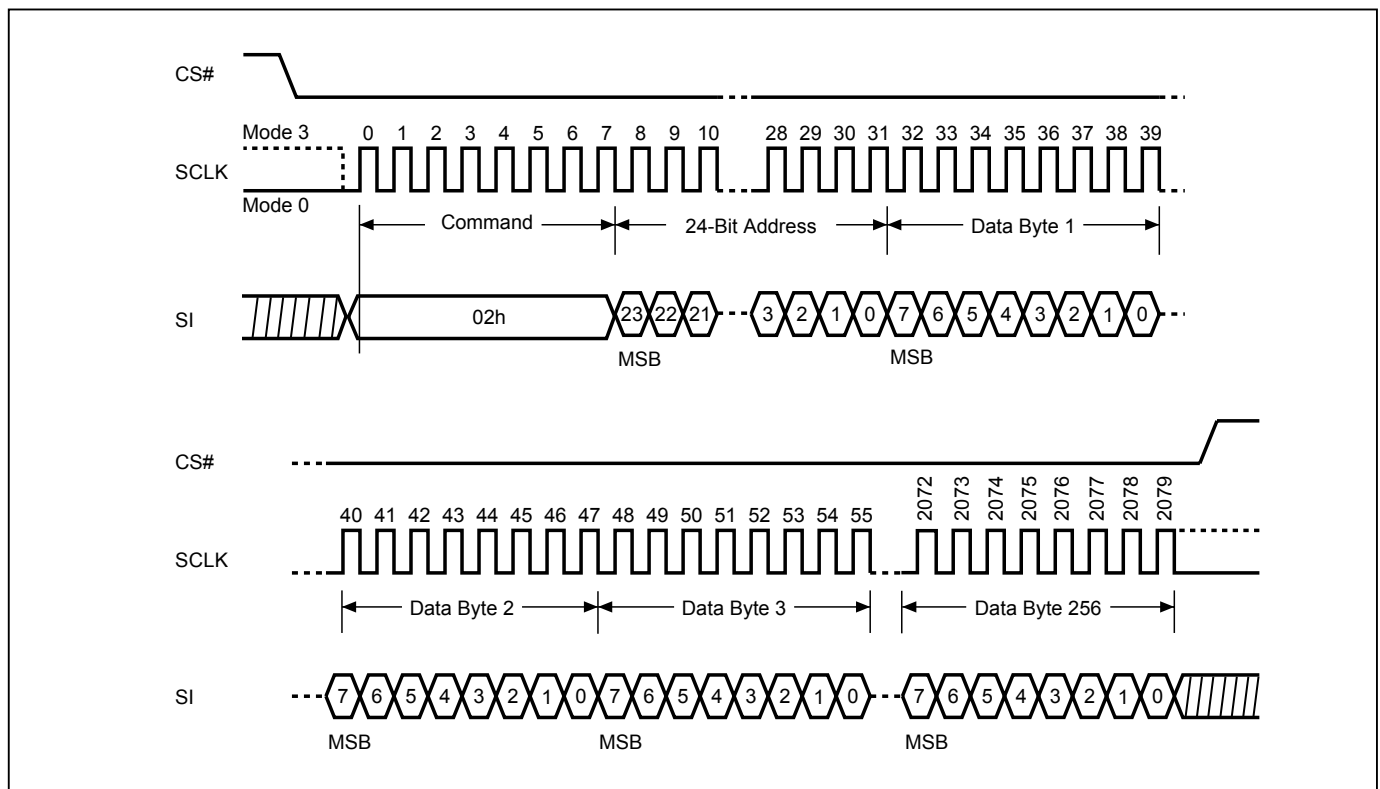 CS#
Mode 3
0 1 2 3 4 5 6 7 8 9 10 28 29 30 31 32 33 34 35 36 37 38 39
SCLK
Mode 0
Command 24-Bit Address Data Byte 1
SI 02h 23 22 21 3 2 1 0 7 6 5 4 3 2 1 0
MSB MSB
CS#
2072 2073 2074 2075 2076 2077 2078 2079
40 41 42 43 44 45 46 47 48 49 50 51 52 53 54 55
SCLK
Data Byte 2 Data Byte 3 Data Byte 256
SI 7 6 5 4 3 2 1 0 7 6 5 4 3 2 1 0 7 6 5 4 3 2 1 0
MSB MSB MSB